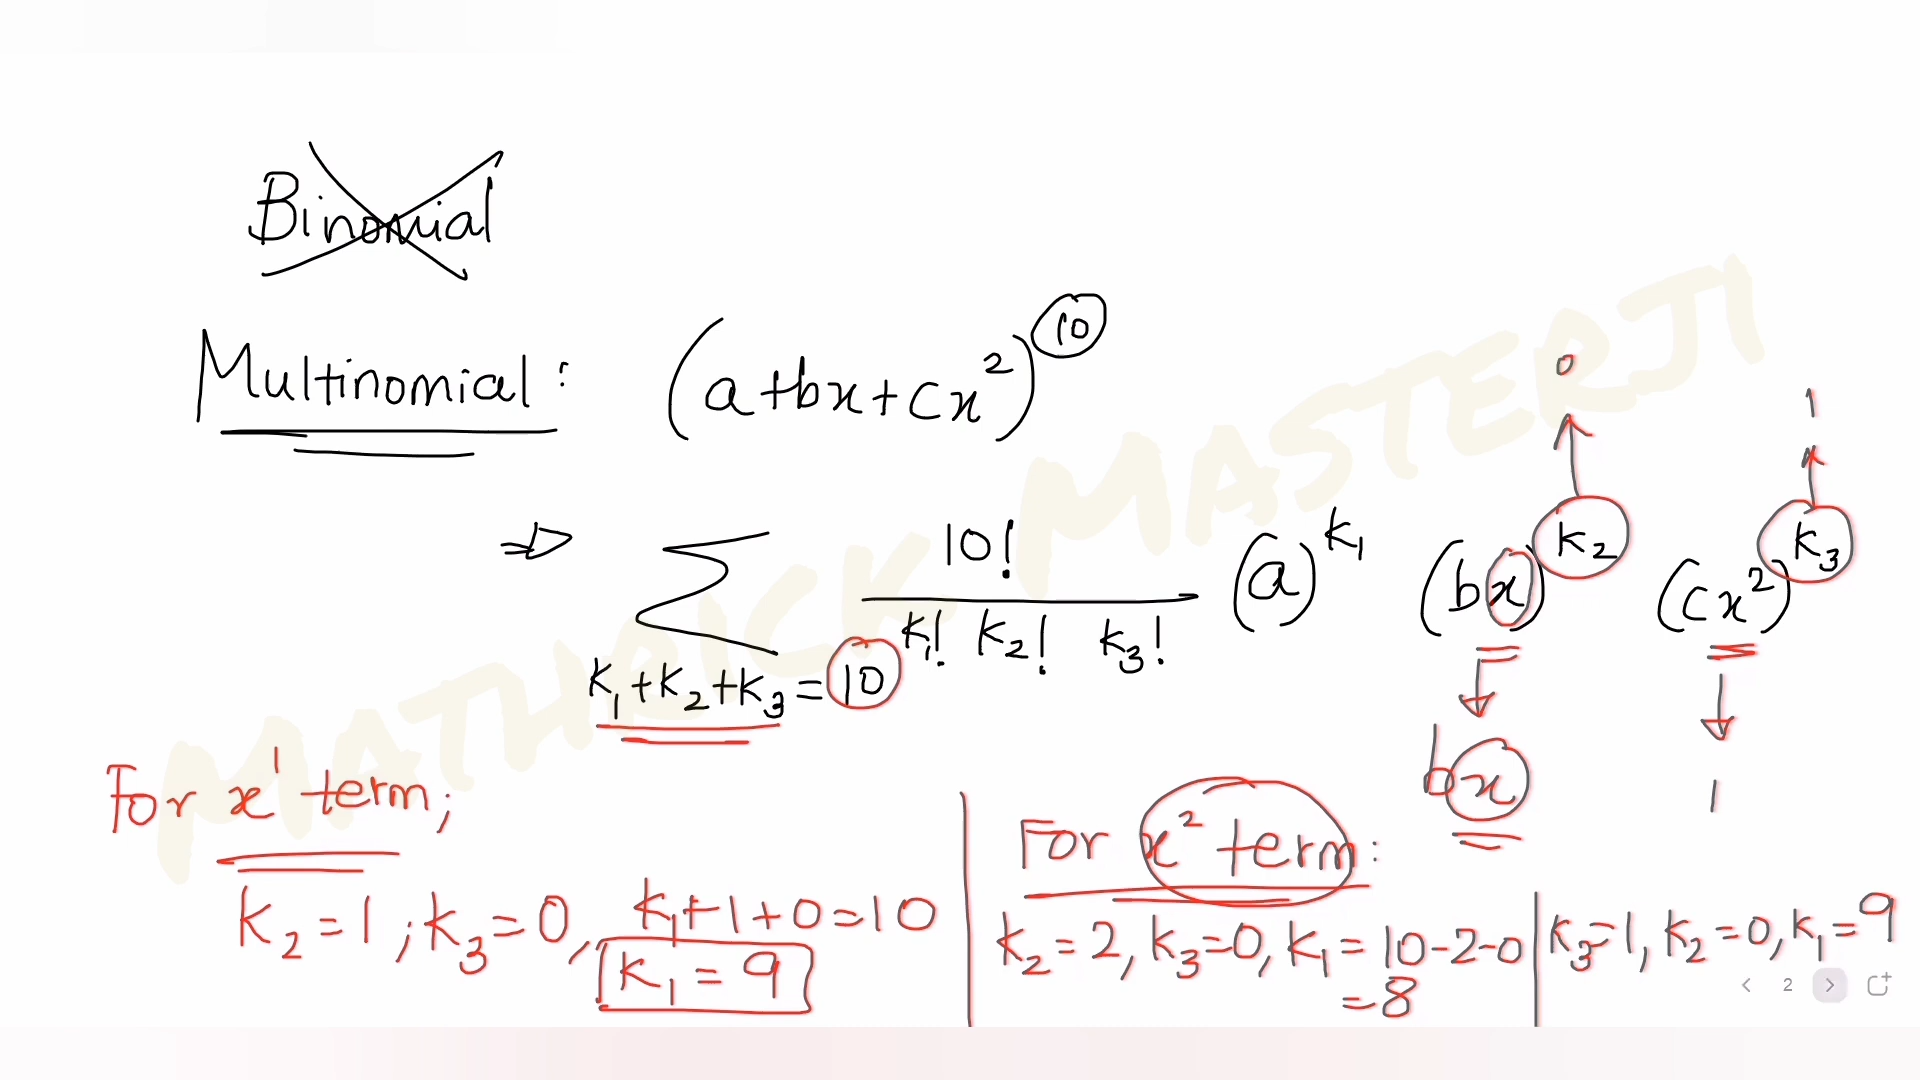 Binomial
Multinomial : (a+bx+cx²)¹⁰
⇒ ∑ 10! / k₁! k₂! k₃! (a)^k₁ (bx)^k₂ (cx²)^k₃
k₁+k₂+k₃ = 10
0
1
bx
1
For x¹ term;
k₂=1; k₃=0, k₁+1+0=10
k₁ = 9
For x² term:
k₂=2, k₃=0, k₁ = 10-2-0
=8
k₃=1, k₂=0, k₁=9
2
MATHRICK MASTERJI